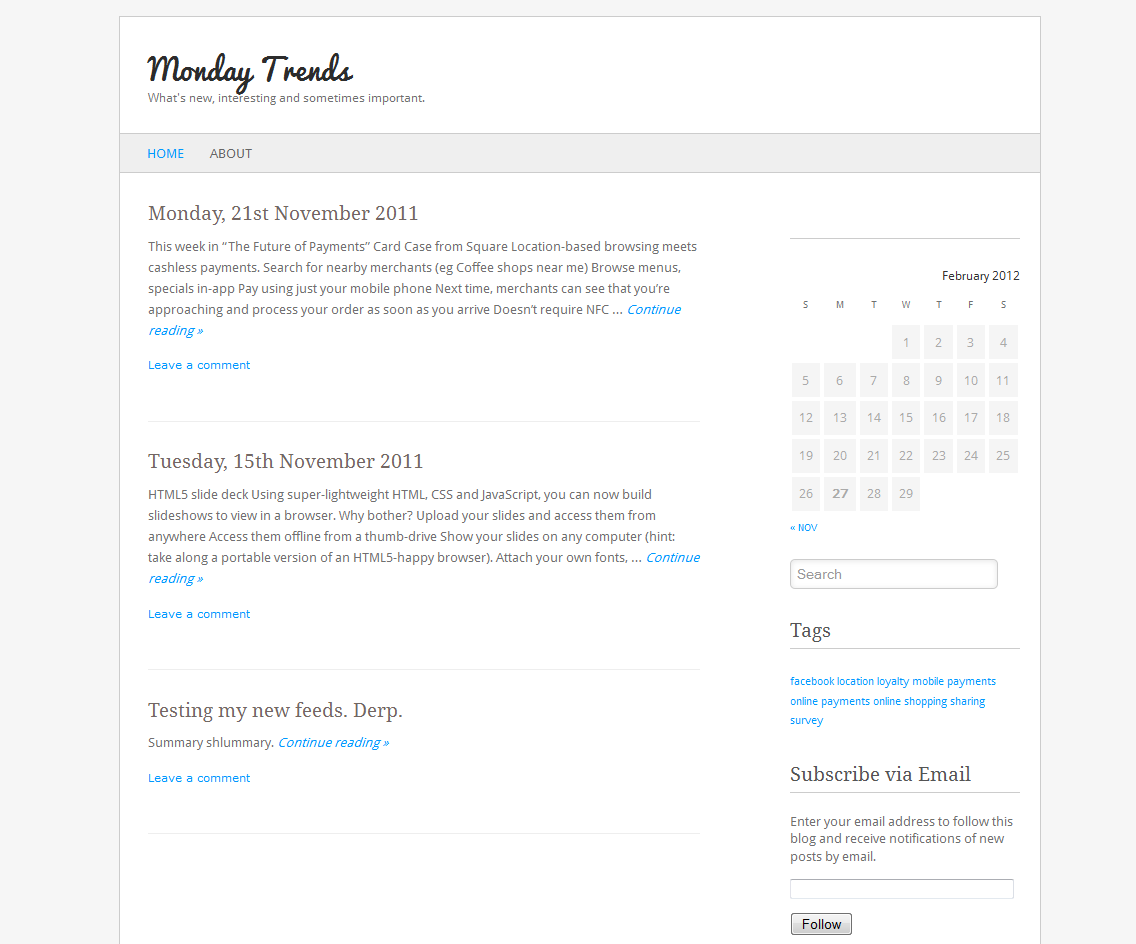 Monday Trends
What's new, interesting and sometimes important.
HOME ABOUT
Monday, 21st November 2011
This week in “The Future of Payments” Card Case from Square Location-based browsing meets
cashless payments. Search for nearby merchants (eg Coffee shops near me) Browse menus,
specials in-app Pay using just your mobile phone Next time, merchants can see that you’re
approaching and process your order as soon as you arrive Doesn’t require NFC … Continue
reading »
Leave a comment
Tuesday, 15th November 2011
HTML5 slide deck Using super-lightweight HTML, CSS and JavaScript, you can now build
slideshows to view in a browser. Why bother? Upload your slides and access them from
anywhere Access them offline from a thumb-drive Show your slides on any computer (hint:
take along a portable version of an HTML5-happy browser). Attach your own fonts, … Continue
reading »
Leave a comment
Testing my new feeds. Derp.
Summary shlummary. Continue reading »
Leave a comment
February 2012
S M T W T F S
1 2 3 4
5 6 7 8 9 10 11
12 13 14 15 16 17 18
19 20 21 22 23 24 25
26 27 28 29
« NOV
Search
Tags
facebook location loyalty mobile payments
online payments online shopping sharing
survey
Subscribe via Email
Enter your email address to follow this
blog and receive notifications of new
posts by email.
Follow